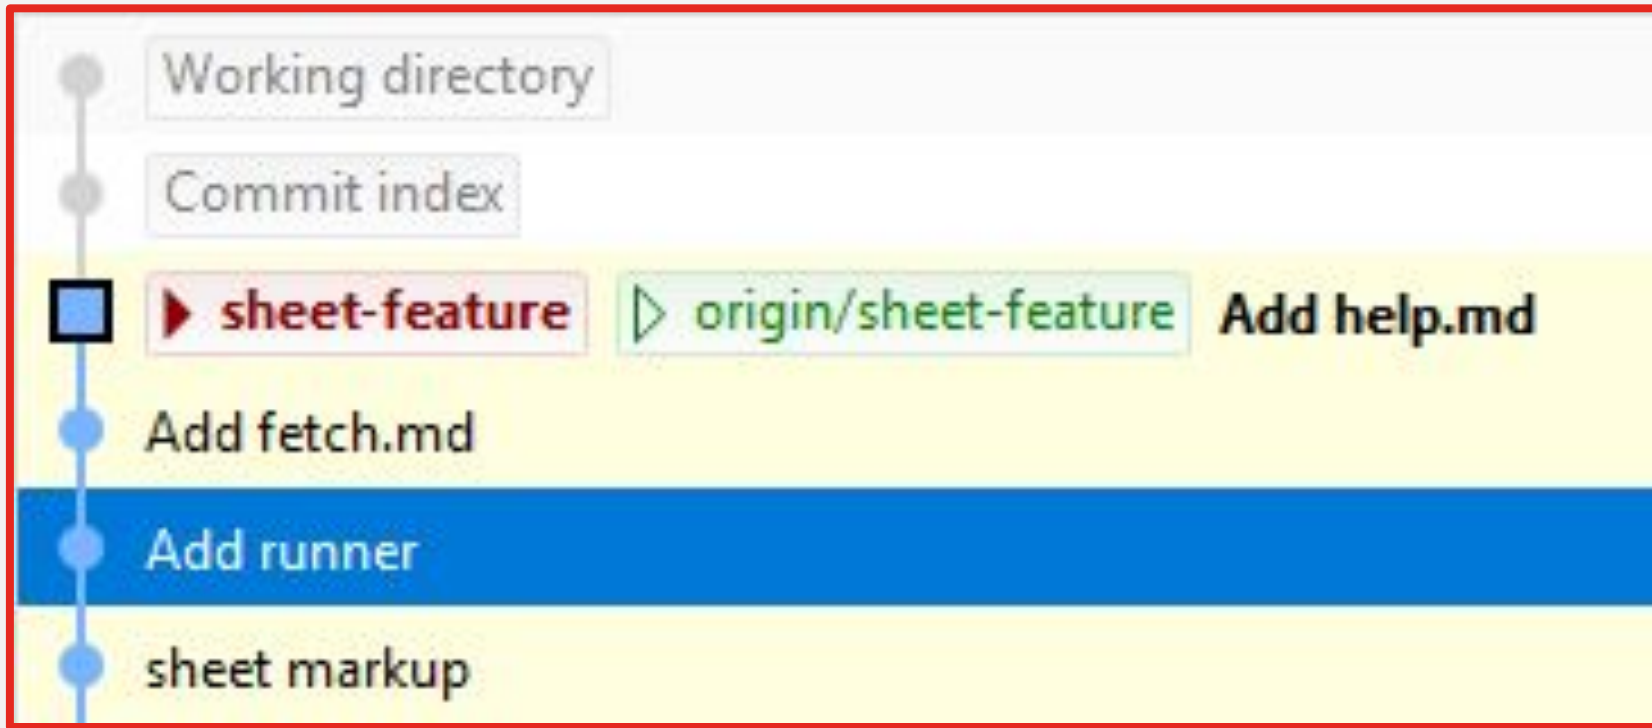 Working directory
Commit index
sheet-feature origin/sheet-feature Add help.md
Add fetch.md
Add runner
sheet markup